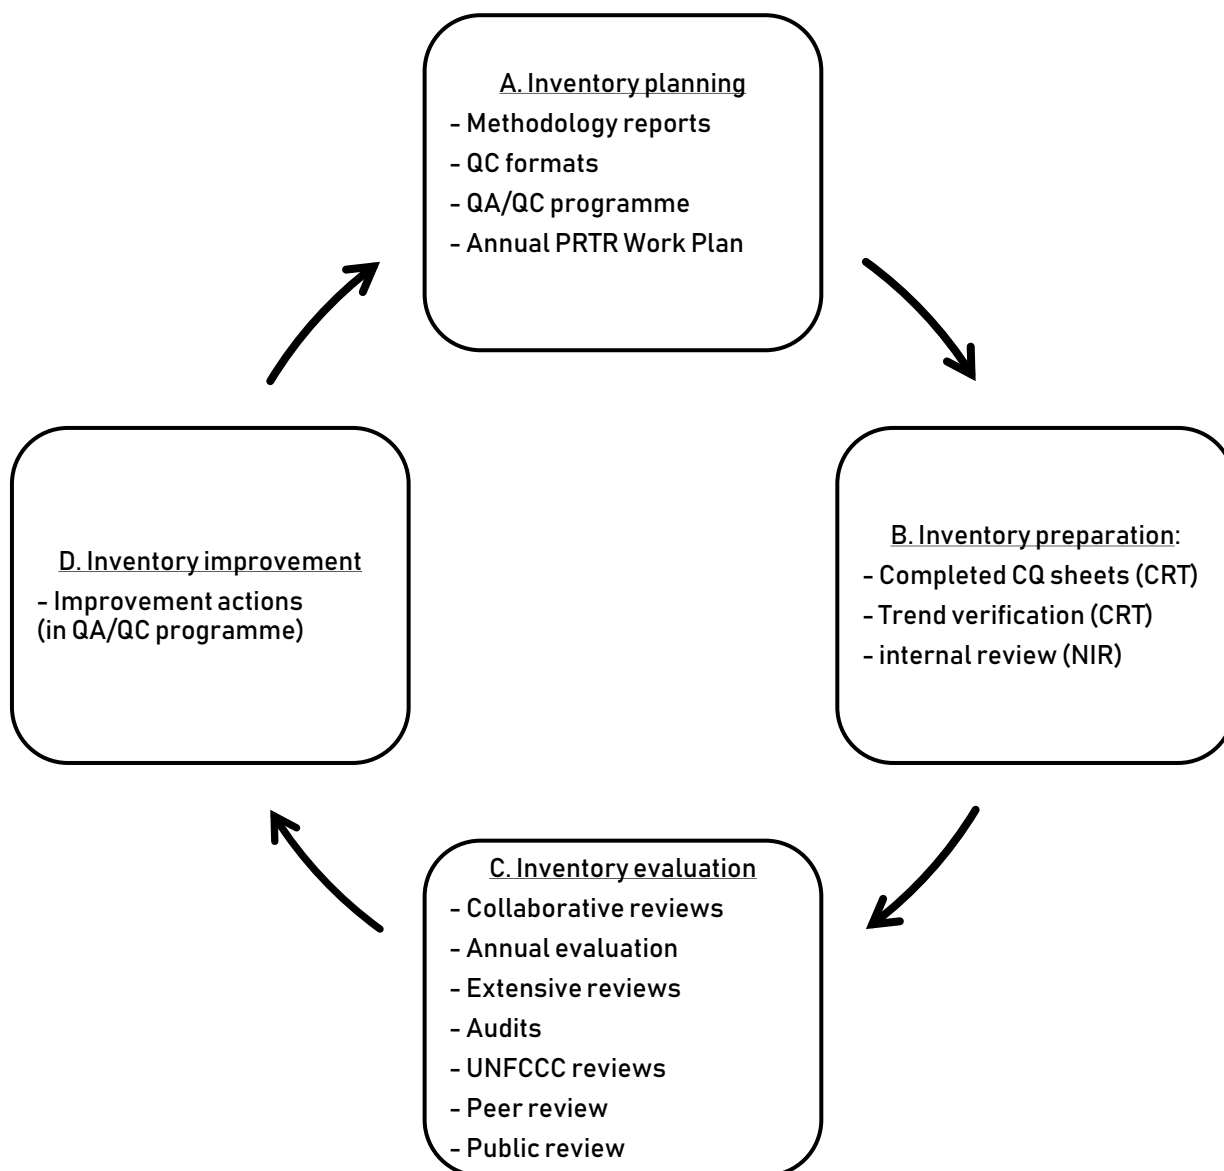 A. Inventory planning
- Methodology reports
- QC formats
- QA/QC programme
- Annual PRTR Work Plan
B. Inventory preparation:
- Completed CQ sheets (CRT)
- Trend verification (CRT)
- internal review (NIR)
C. Inventory evaluation
- Collaborative reviews
- Annual evaluation
- Extensive reviews
- Audits
- UNFCCC reviews
- Peer review
- Public review
D. Inventory improvement
- Improvement actions
(in QA/QC programme)